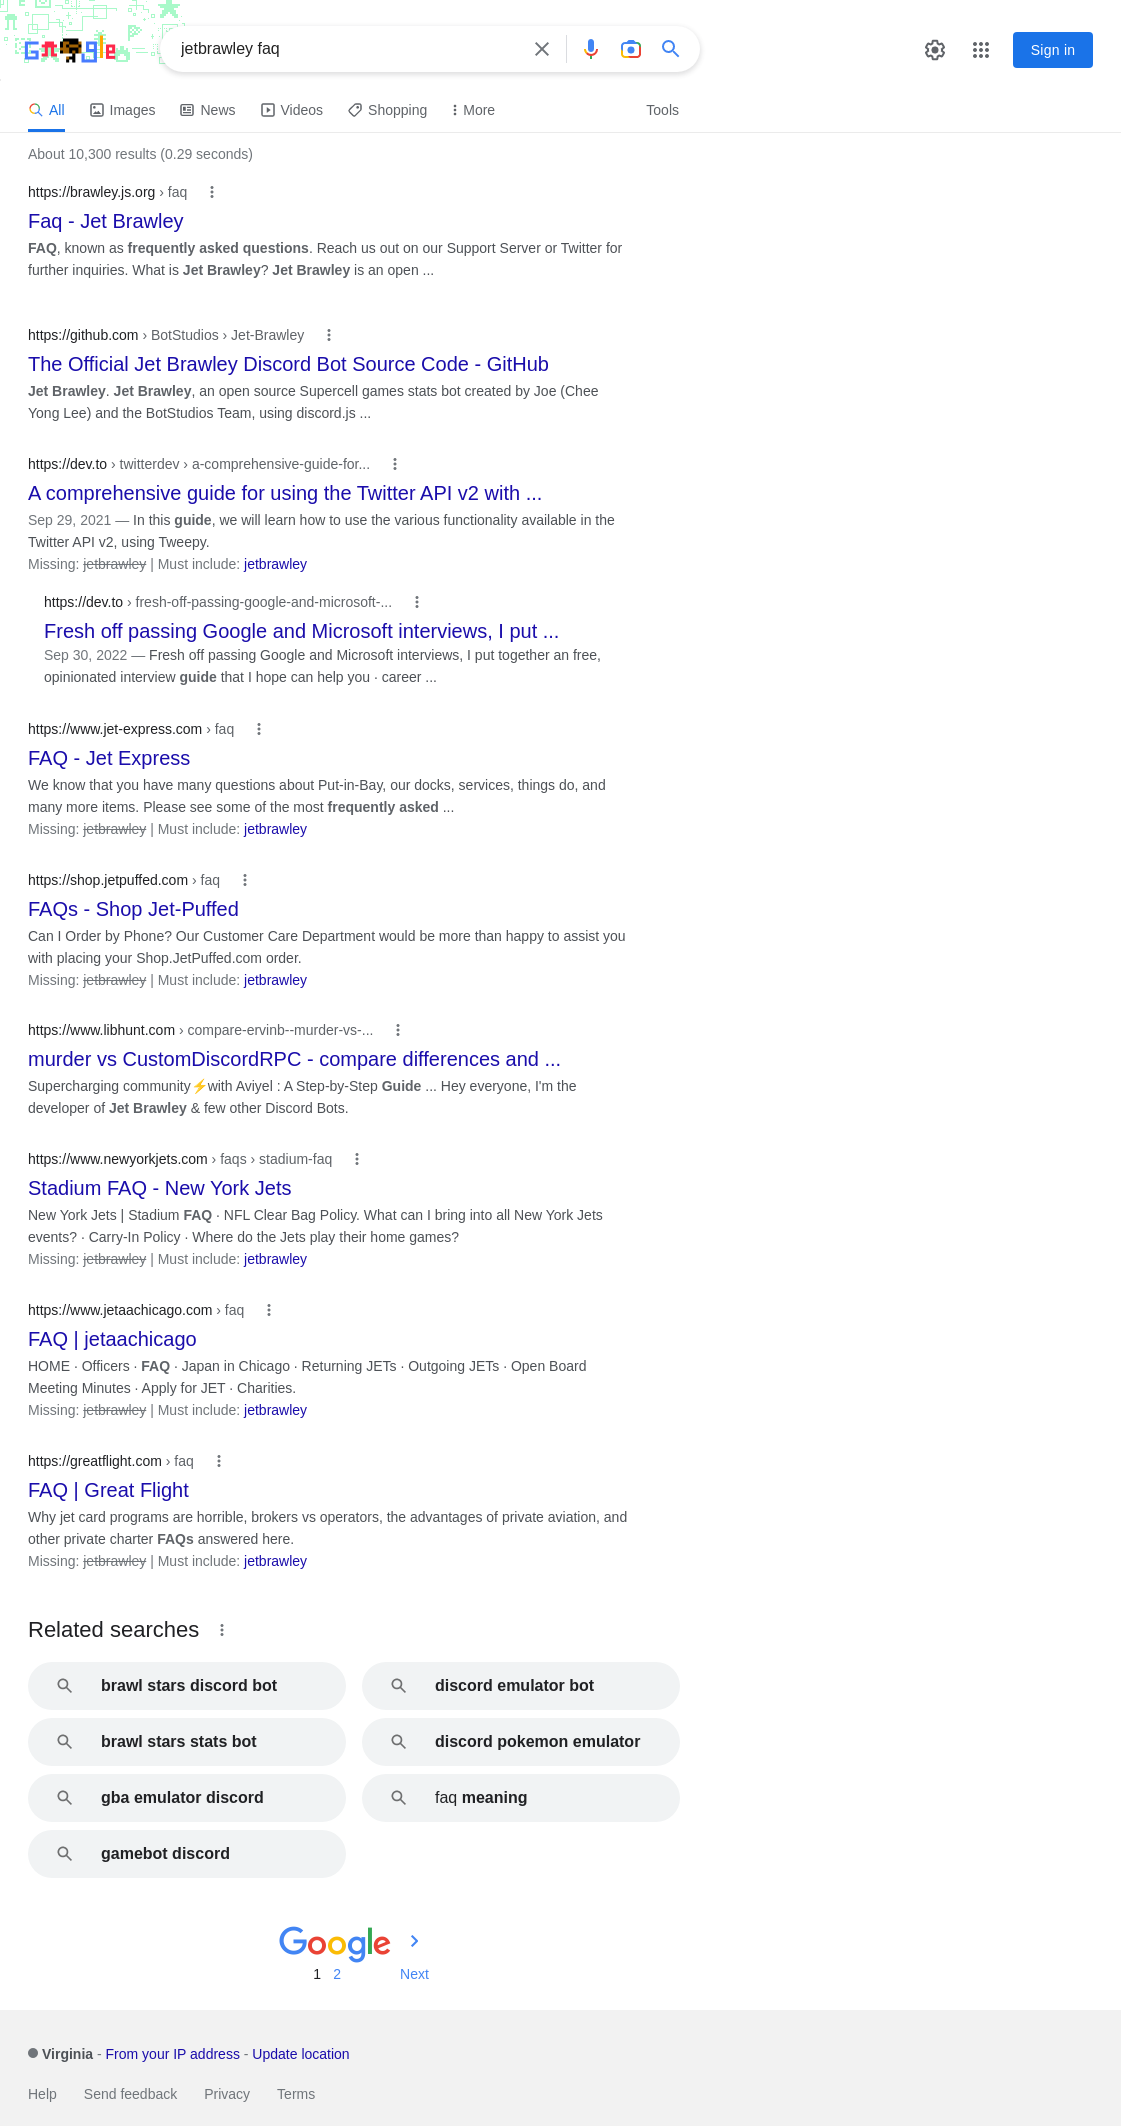 Google
jetbrawley faq
Sign in
All Images News Videos Shopping More Tools
About 10,300 results (0.29 seconds)
https://brawley.js.org › faq
Faq - Jet Brawley
FAQ, known as frequently asked questions. Reach us out on our Support Server or Twitter for
further inquiries. What is Jet Brawley? Jet Brawley is an open ...
https://github.com › BotStudios › Jet-Brawley
The Official Jet Brawley Discord Bot Source Code - GitHub
Jet Brawley. Jet Brawley, an open source Supercell games stats bot created by Joe (Chee
Yong Lee) and the BotStudios Team, using discord.js ...
https://dev.to › twitterdev › a-comprehensive-guide-for...
A comprehensive guide for using the Twitter API v2 with ...
Sep 29, 2021 — In this guide, we will learn how to use the various functionality available in the
Twitter API v2, using Tweepy.
Missing: jetbrawley | Must include: jetbrawley
https://dev.to › fresh-off-passing-google-and-microsoft-...
Fresh off passing Google and Microsoft interviews, I put ...
Sep 30, 2022 — Fresh off passing Google and Microsoft interviews, I put together an free,
opinionated interview guide that I hope can help you · career ...
https://www.jet-express.com › faq
FAQ - Jet Express
We know that you have many questions about Put-in-Bay, our docks, services, things do, and
many more items. Please see some of the most frequently asked ...
Missing: jetbrawley | Must include: jetbrawley
https://shop.jetpuffed.com › faq
FAQs - Shop Jet-Puffed
Can I Order by Phone? Our Customer Care Department would be more than happy to assist you
with placing your Shop.JetPuffed.com order.
Missing: jetbrawley | Must include: jetbrawley
https://www.libhunt.com › compare-ervinb--murder-vs-...
murder vs CustomDiscordRPC - compare differences and ...
Supercharging community⚡with Aviyel : A Step-by-Step Guide ... Hey everyone, I'm the
developer of Jet Brawley & few other Discord Bots.
https://www.newyorkjets.com › faqs › stadium-faq
Stadium FAQ - New York Jets
New York Jets | Stadium FAQ · NFL Clear Bag Policy. What can I bring into all New York Jets
events? · Carry-In Policy · Where do the Jets play their home games?
Missing: jetbrawley | Must include: jetbrawley
https://www.jetaachicago.com › faq
FAQ | jetaachicago
HOME · Officers · FAQ · Japan in Chicago · Returning JETs · Outgoing JETs · Open Board
Meeting Minutes · Apply for JET · Charities.
Missing: jetbrawley | Must include: jetbrawley
https://greatflight.com › faq
FAQ | Great Flight
Why jet card programs are horrible, brokers vs operators, the advantages of private aviation, and
other private charter FAQs answered here.
Missing: jetbrawley | Must include: jetbrawley
Related searches
brawl stars discord bot
discord emulator bot
brawl stars stats bot
discord pokemon emulator
gba emulator discord
faq meaning
gamebot discord
Google
1 2 Next
Virginia - From your IP address - Update location
Help Send feedback Privacy Terms